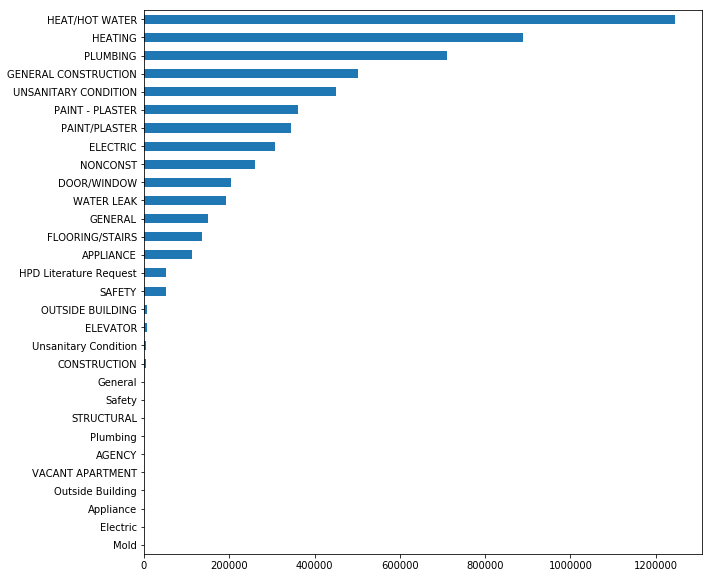 HEAT/HOT WATER
HEATING
PLUMBING
GENERAL CONSTRUCTION
UNSANITARY CONDITION
PAINT - PLASTER
PAINT/PLASTER
ELECTRIC
NONCONST
DOOR/WINDOW
WATER LEAK
GENERAL
FLOORING/STAIRS
APPLIANCE
HPD Literature Request
SAFETY
OUTSIDE BUILDING
ELEVATOR
Unsanitary Condition
CONSTRUCTION
General
Safety
STRUCTURAL
Plumbing
AGENCY
VACANT APARTMENT
Outside Building
Appliance
Electric
Mold
0 200000 400000 600000 800000 1000000 1200000